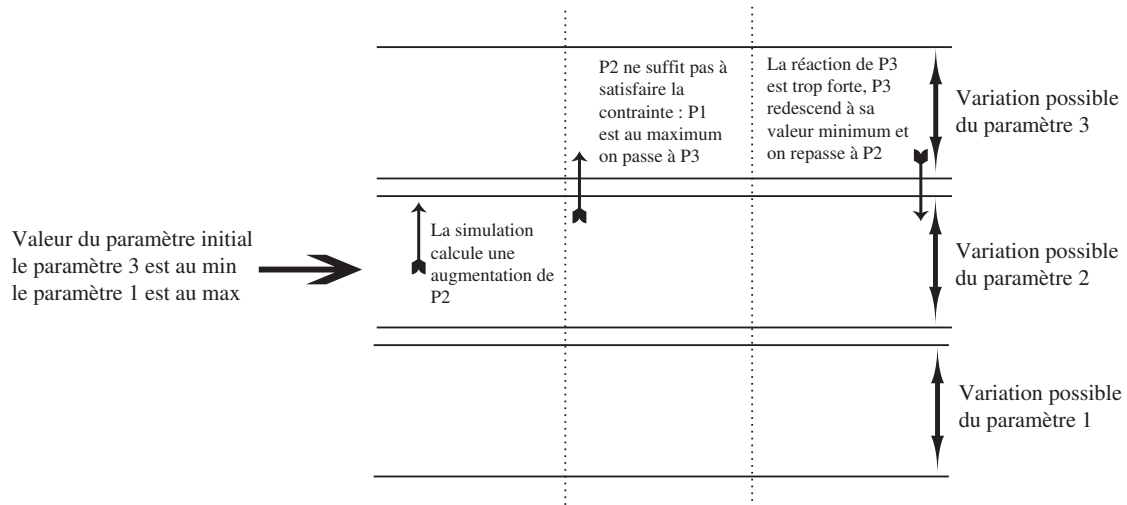 P2 ne suffit pas à
satisfaire la
contrainte : P1
est au maximum
on passe à P3
La réaction de P3
est trop forte, P3
redescend à sa
valeur minimum et
on repasse à P2
Variation possible
du paramètre 3
Valeur du paramètre initial
le paramètre 3 est au min
le paramètre 1 est au max
La simulation
calcule une
augmentation de
P2
Variation possible
du paramètre 2
Variation possible
du paramètre 1